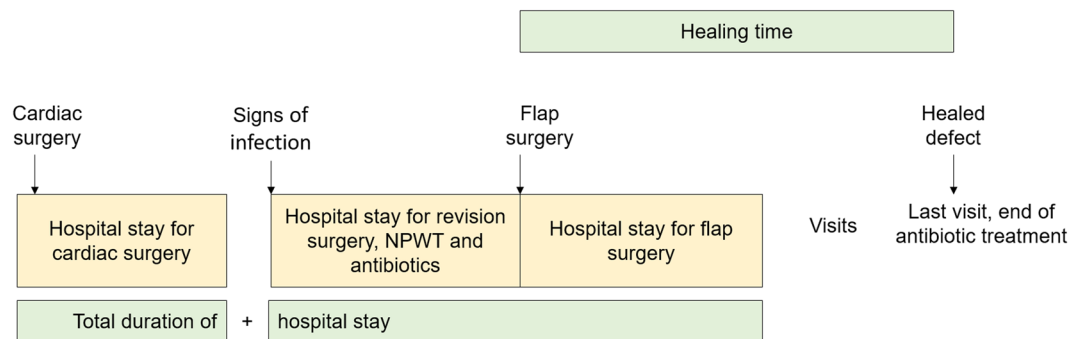 Healing time
Cardiac
surgery
Signs of
infection
Flap
surgery
Healed
defect
Hospital stay for
cardiac surgery
Hospital stay for revision
surgery, NPWT and
antibiotics
Hospital stay for flap
surgery
Visits
Last visit, end of
antibiotic treatment
Total duration of + hospital stay